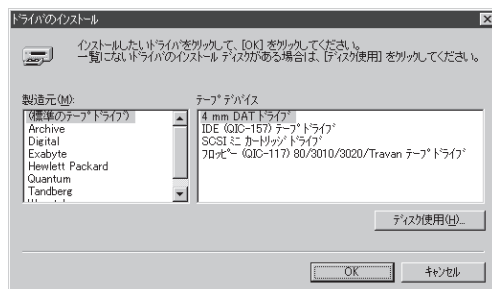 ドライバのインストール
インストールしたいドライバをクリックして、[OK] をクリックしてください。
一覧にないドライバのインストール ディスクがある場合は、[ディスク使用] をクリックしてください。
製造元(M):
(標準のテープ ドライブ)
Archive
Digital
Exabyte
Hewlett Packard
Quantum
Tandberg
テープ デバイス
4 mm DAT ドライブ
IDE (QIC-157) テープ ドライブ
SCSI ミニ カートリッジ ドライブ
フロッピー (QIC-117) 80/3010/3020/Travan テープ ドライブ
ディスク使用(H)...
OK
キャンセル